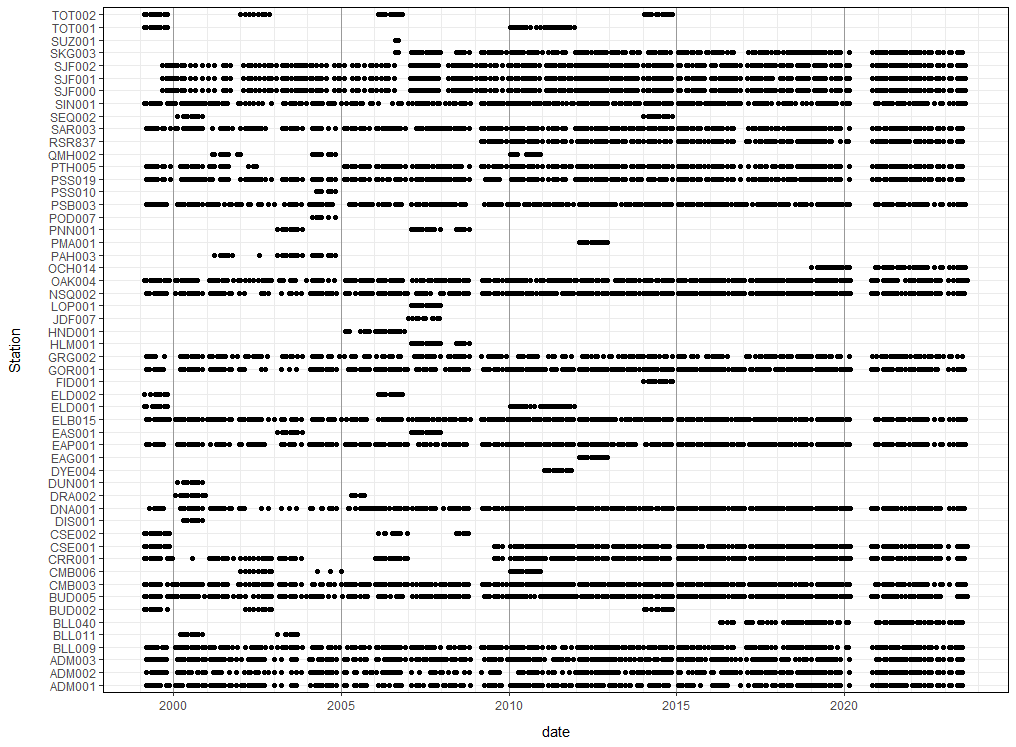 TOT002
TOT001
SUZ001
SKG003
SJF002
SJF001
SJF000
SIN001
SEQ002
SAR003
RSR837
QMH002
PTH005
PSS019
PSS010
PSB003
POD007
PNN001
PMA001
PAH003
OCH014
OAK004
NSQ002
LOP001
JDF007
HND001
HLM001
GRG002
GOR001
FID001
ELD002
ELD001
ELB015
EAS001
EAP001
EAG001
DYE004
DUN001
DRA002
DNA001
DIS001
CSE002
CSE001
CRR001
CMB006
CMB003
BUD005
BUD002
BLL040
BLL011
BLL009
ADM003
ADM002
ADM001
Station
2000 2005 2010 2015 2020
date